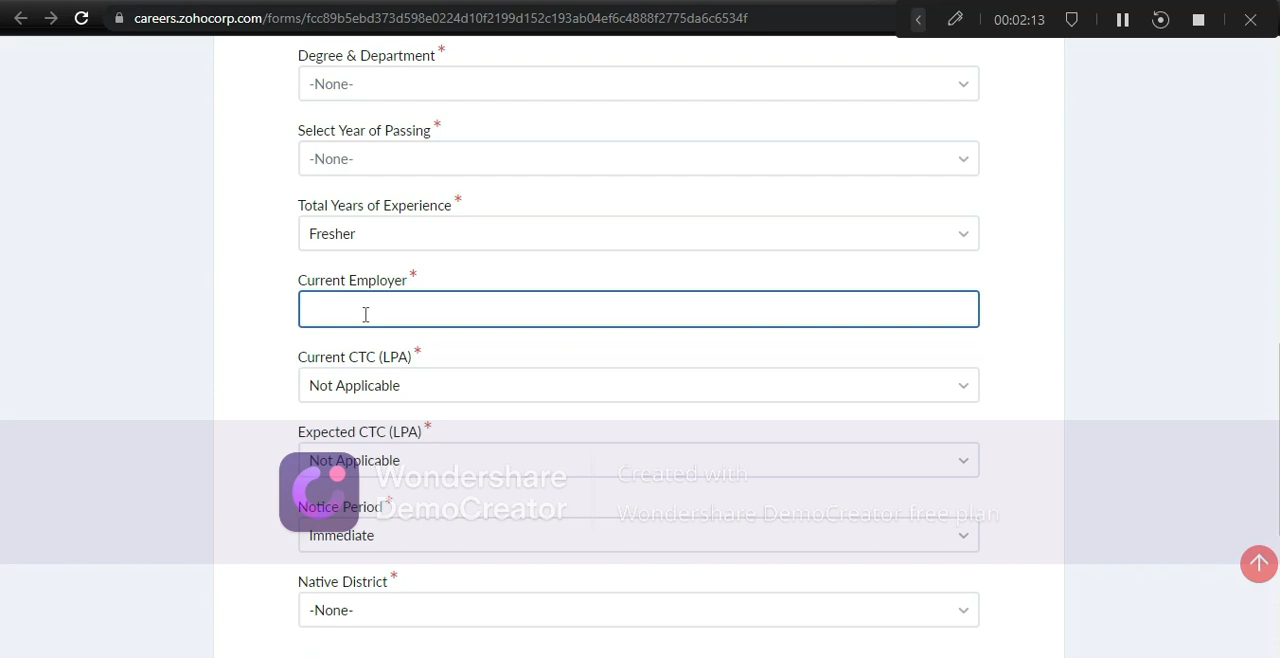 careers.zohocorp.com/forms/fcc89b5ebd373d598e0224d10f2199d152c193ab04ef6c4888f2775da6c6534f
00:02:13
Degree & Department*
-None-
Select Year of Passing*
-None-
Total Years of Experience*
Fresher
Current Employer*
Current CTC (LPA)*
Not Applicable
Expected CTC (LPA)*
Not Applicable
Wondershare
DemoCreator
Created with
Wondershare DemoCreator free plan
Notice Period*
Immediate
Native District*
-None-